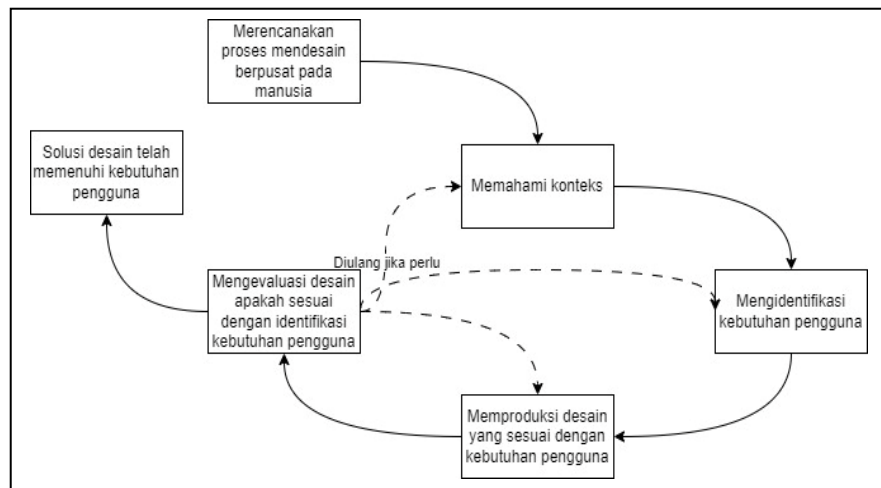 Merencanakan
proses mendesain
berpusat pada
manusia
Solusi desain telah
memenuhi kebutuhan
pengguna
Memahami konteks
Diulang jika perlu
Mengevaluasi desain
apakah sesuai
dengan identifikasi
kebutuhan pengguna
Mengidentifikasi
kebutuhan pengguna
Memproduksi desain
yang sesuai dengan
kebutuhan pengguna